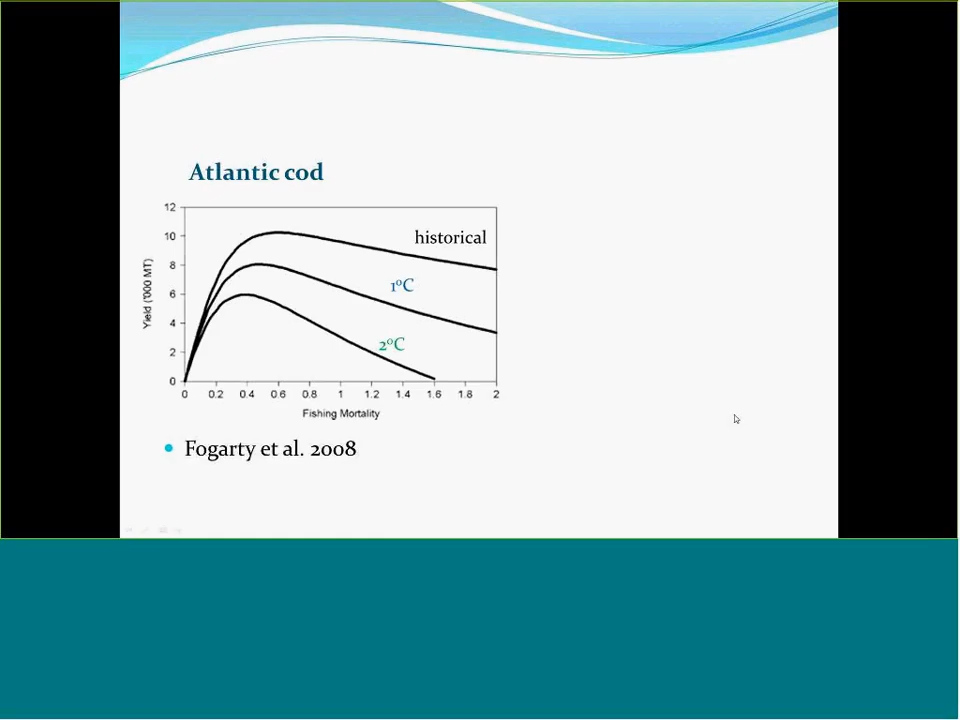 Atlantic cod
12
10
8
6
4
2
0
Yield ('000 MT)
historical
1°C
2°C
0 0.2 0.4 0.6 0.8 1 1.2 1.4 1.6 1.8 2
Fishing Mortality
Fogarty et al. 2008